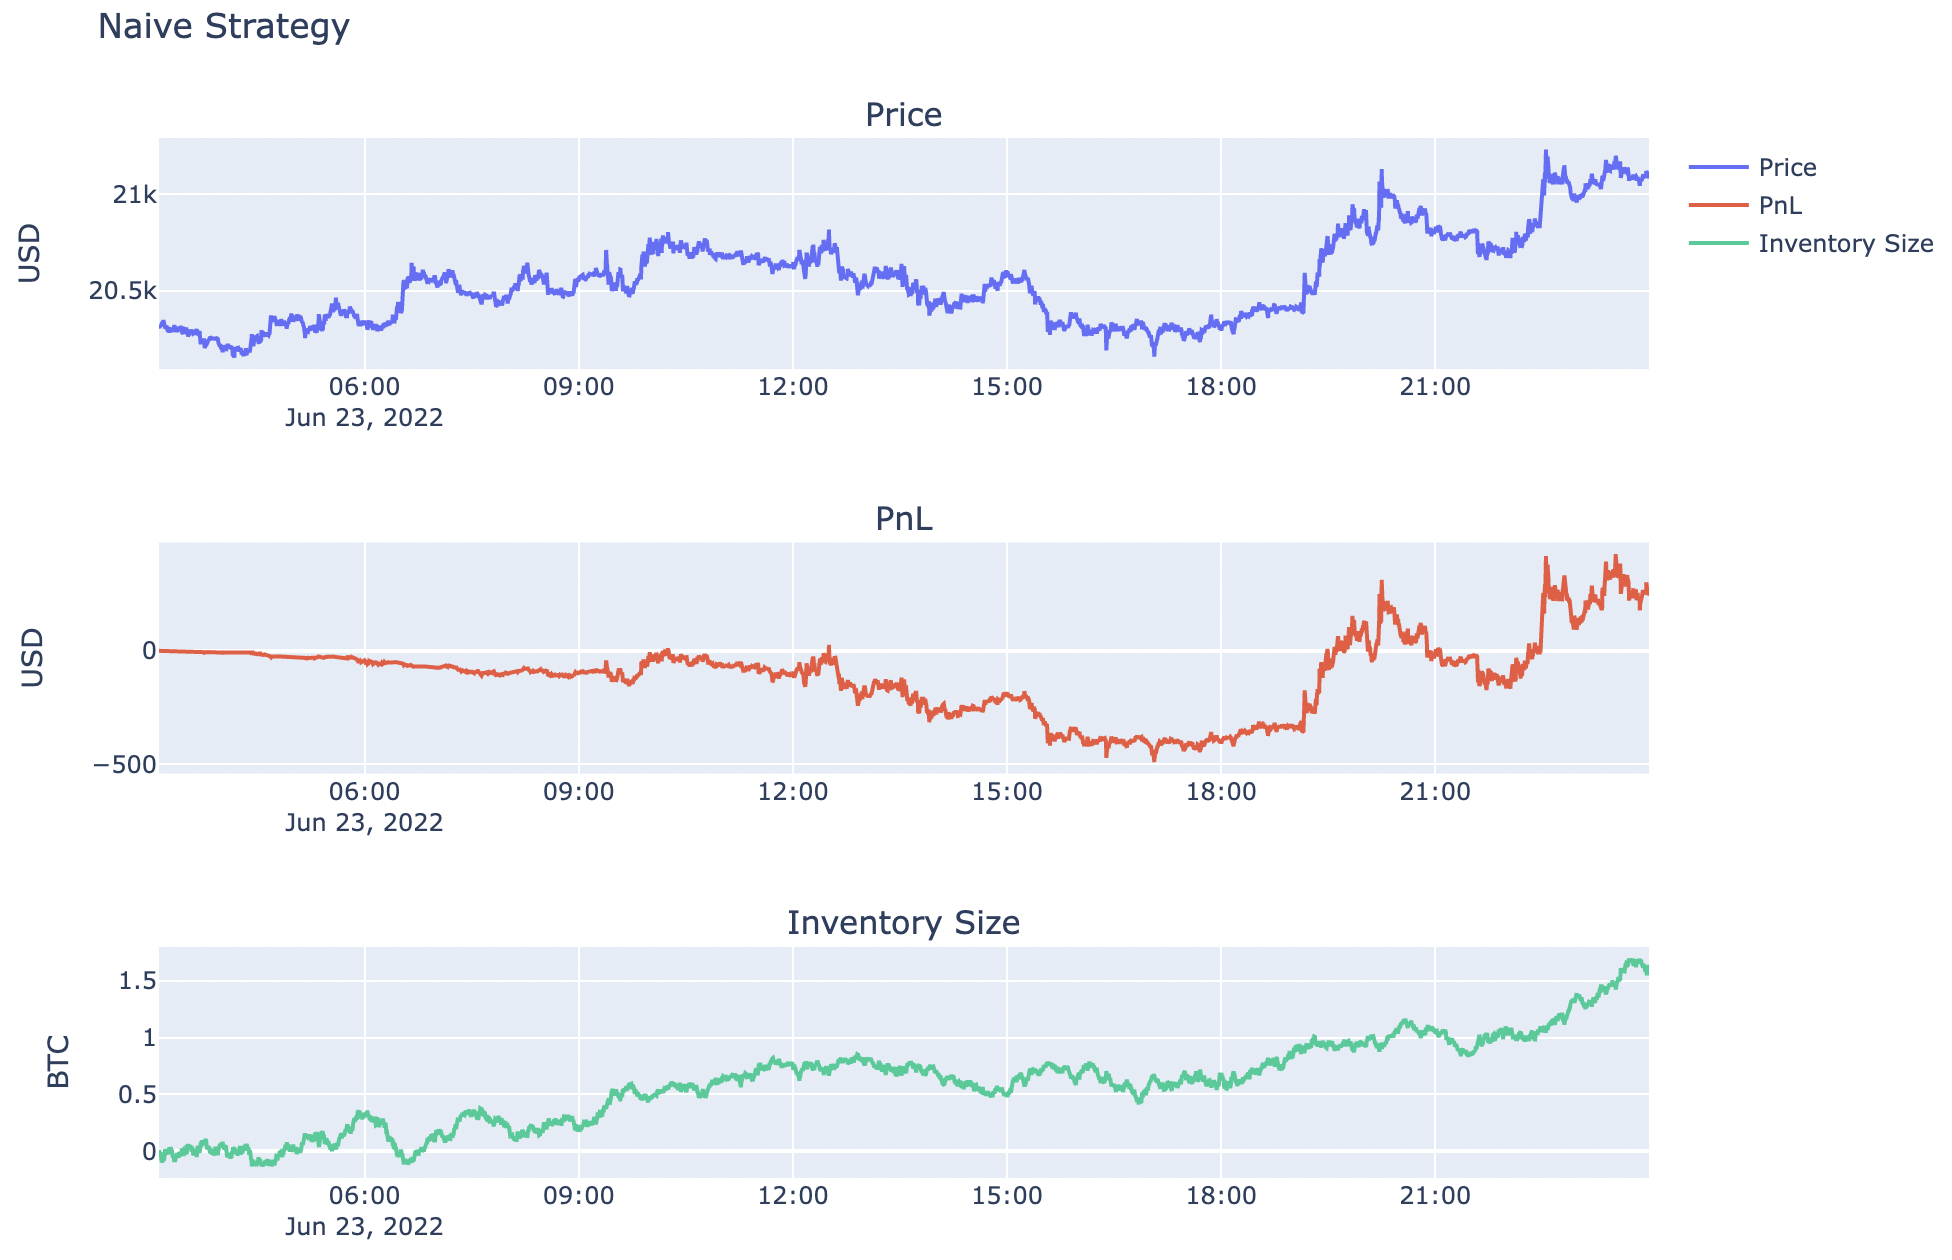 Naive Strategy
Price
USD
21k
20.5k
06:00 09:00 12:00 15:00 18:00 21:00
Jun 23, 2022
Price
PnL
Inventory Size
PnL
USD
0
−500
06:00 09:00 12:00 15:00 18:00 21:00
Jun 23, 2022
Inventory Size
BTC
1.5
1
0.5
0
06:00 09:00 12:00 15:00 18:00 21:00
Jun 23, 2022